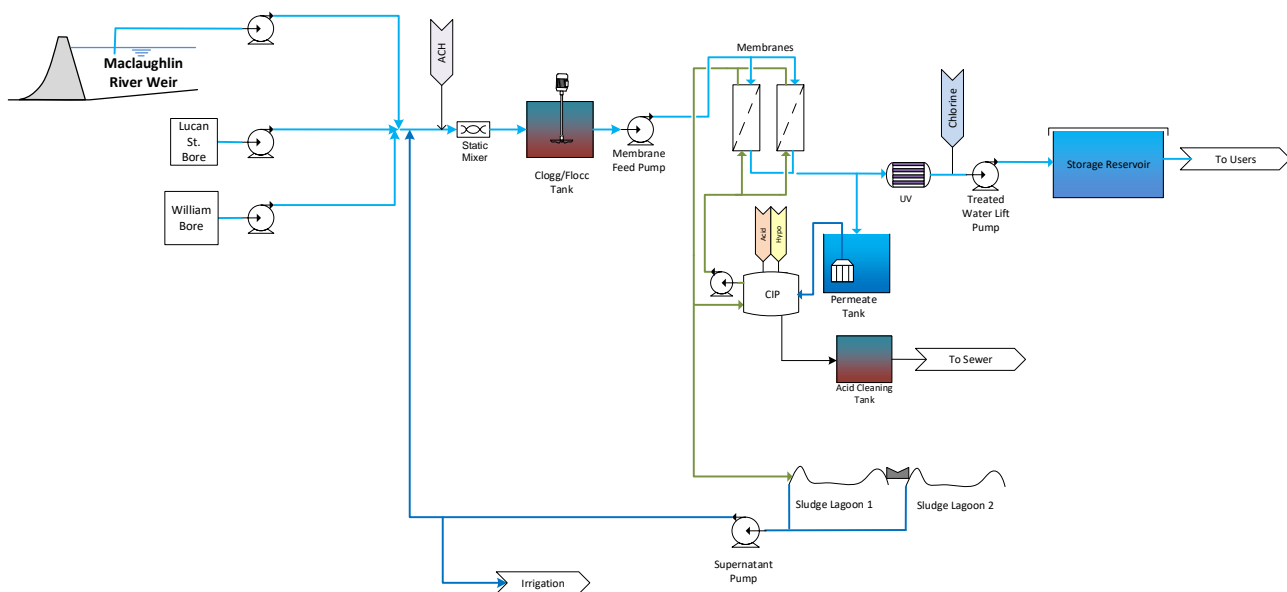 Maclaughlin
River Weir
Lucan
St.
Bore
William
Bore
ACH
Static
Mixer
Clogg/Flocc
Tank
Membrane
Feed Pump
Membranes
UV
Chlorine
Treated
Water Lift
Pump
Storage Reservoir
To Users
Acid
Hypo
CIP
Permeate
Tank
Acid Cleaning
Tank
To Sewer
Sludge Lagoon 1
Sludge Lagoon 2
Supernatant
Pump
Irrigation